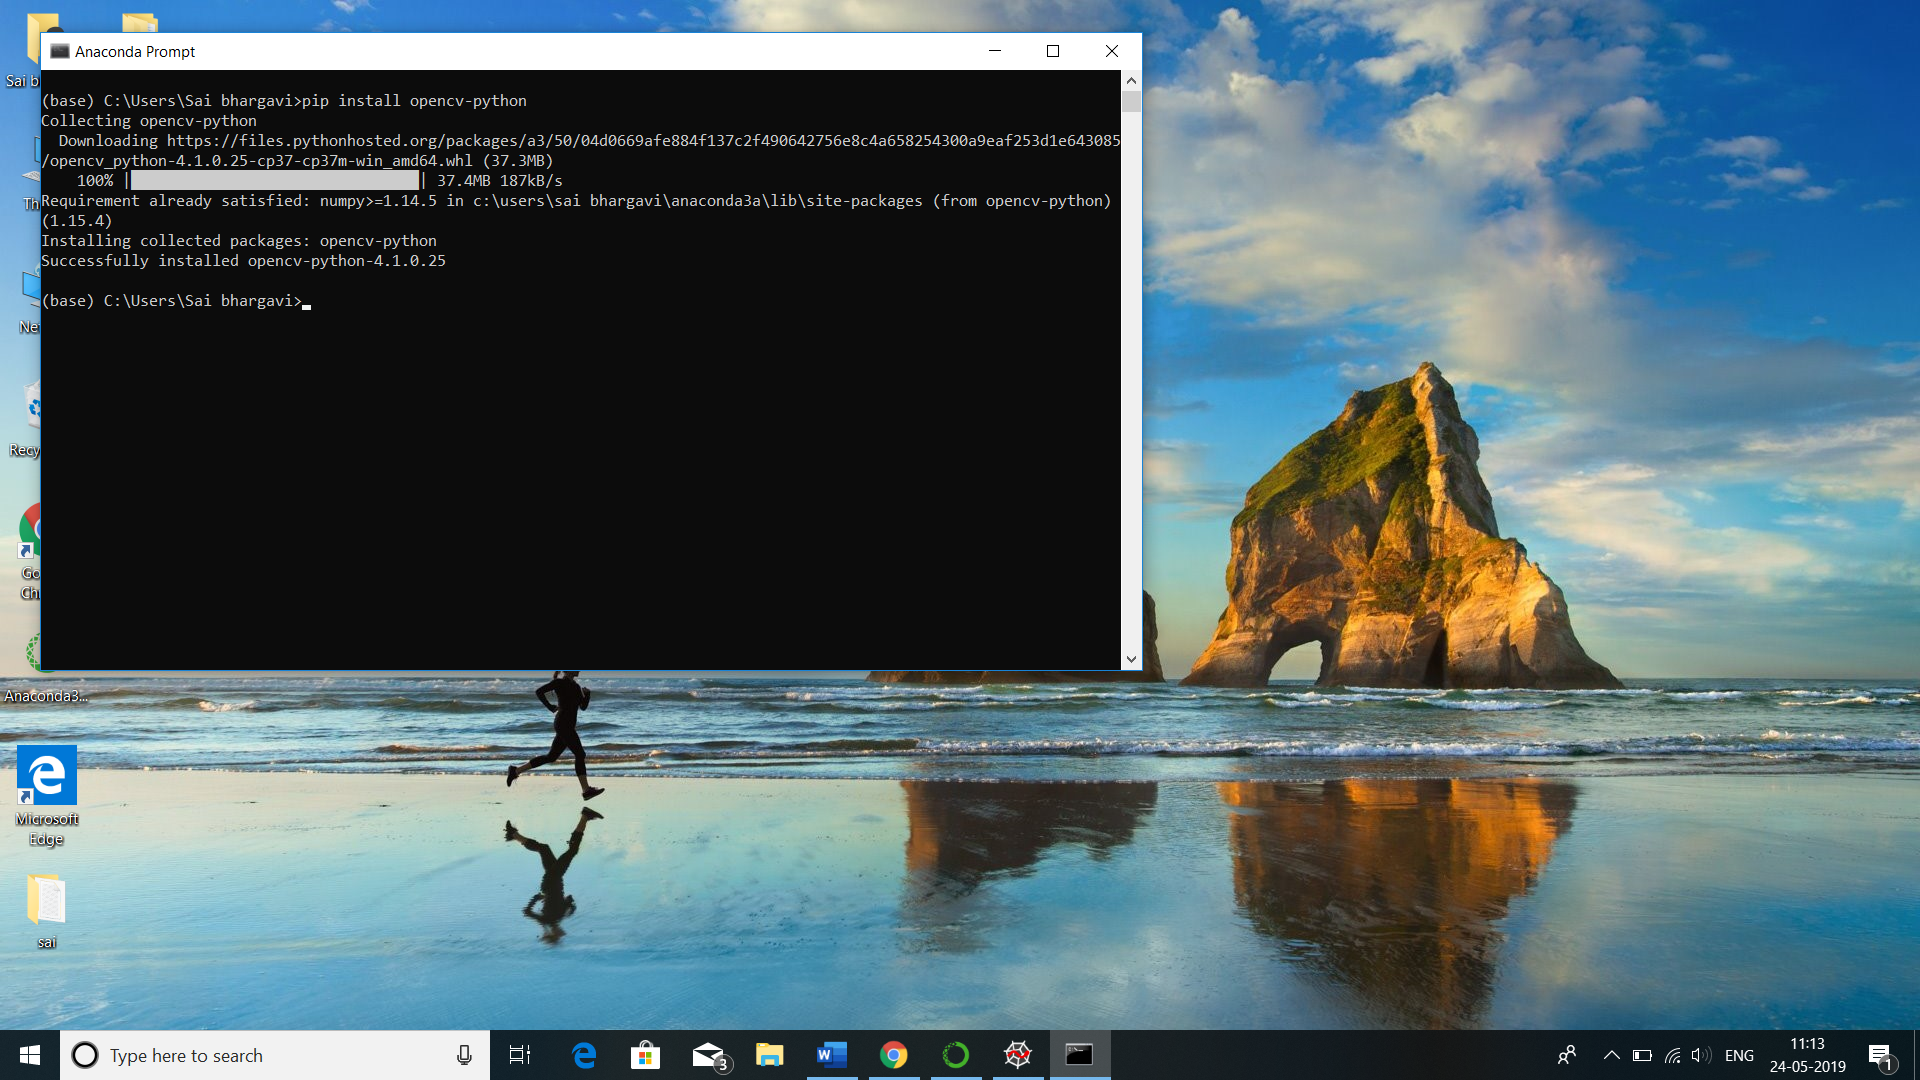 Anaconda Prompt
(base) C:\Users\Sai bhargavi>pip install opencv-python
Collecting opencv-python
Downloading https://files.pythonhosted.org/packages/a3/50/04d0669afe884f137c2f490642756e8c4a658254300a9eaf253d1e643085
/opencv_python-4.1.0.25-cp37-cp37m-win_amd64.whl (37.3MB)
100% || 37.4MB 187kB/s
Requirement already satisfied: numpy>=1.14.5 in c:\users\sai bhargavi\anaconda3a\lib\site-packages (from opencv-python)
(1.15.4)
Installing collected packages: opencv-python
Successfully installed opencv-python-4.1.0.25
(base) C:\Users\Sai bhargavi>
Sai b
Th
Ne
Recy
Go
Ch
Anaconda3...
Microsoft
Edge
sai
Type here to search
3
ENG
11:13
24-05-2019
1